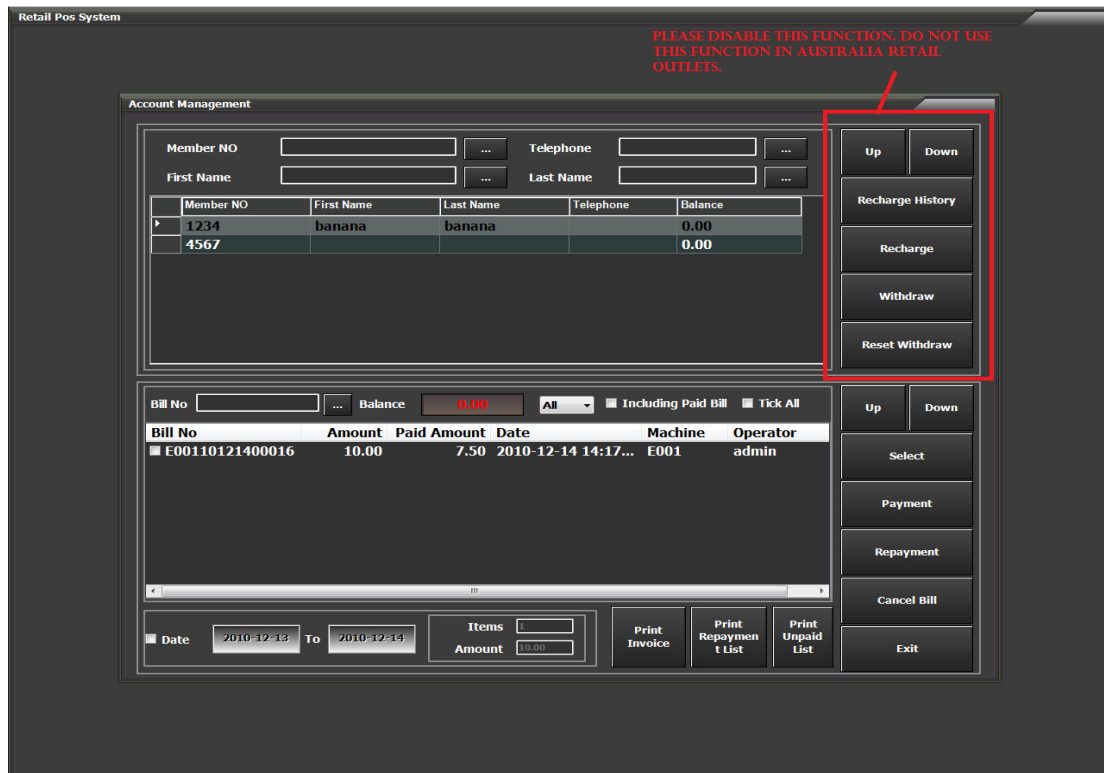 Retail Pos System
PLEASE DISABLE THIS FUNCTION. DO NOT USE
THIS FUNCTION IN AUSTRALIA RETAIL
OUTLETS.
Account Management
Member NO ... Telephone ...
First Name ... Last Name ...
Member NO First Name Last Name Telephone Balance
1234 banana banana 0.00
4567 0.00
Up Down
Recharge History
Recharge
Withdraw
Reset Withdraw
Bill No ... Balance 0.00 All Including Paid Bill Tick All
Bill No Amount Paid Amount Date Machine Operator
E00110121400016 10.00 7.50 2010-12-14 14:17... E001 admin
Up Down
Select
Payment
Repayment
Cancel Bill
Exit
Date 2010-12-13 To 2010-12-14
Items 1
Amount 10.00
Print
Invoice
Print
Repaymen
t List
Print
Unpaid
List